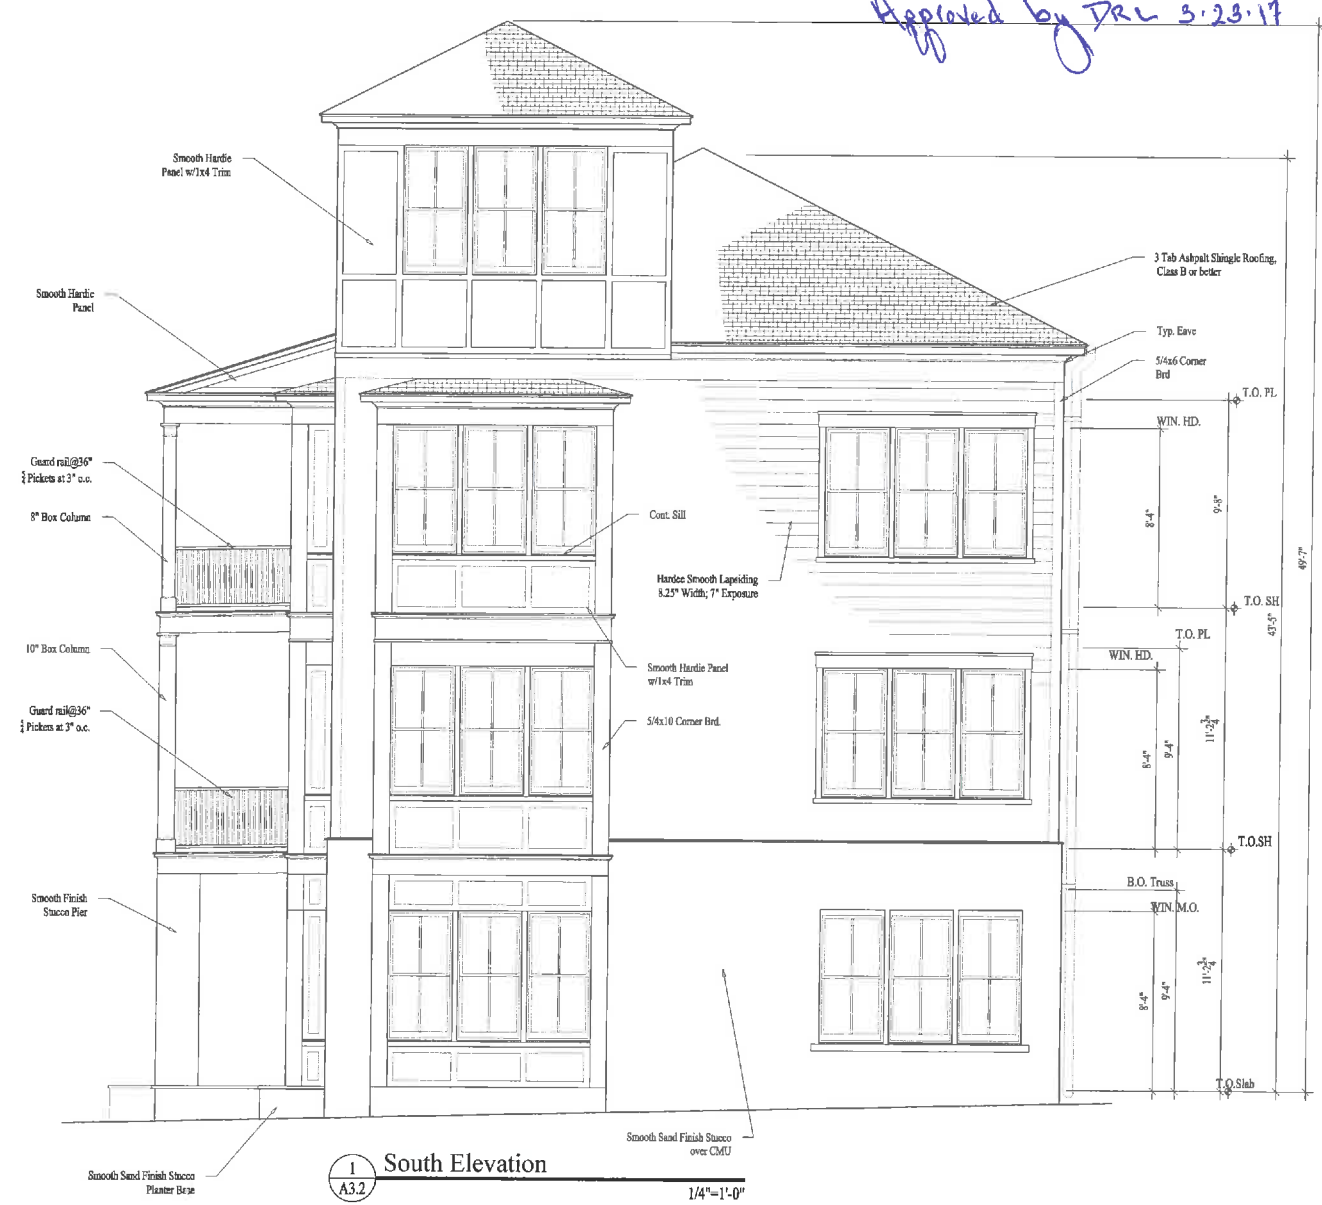 Approved by DRL 3.23.17
Smooth Hardie
Panel w/1x4 Trim
3 Tab Ashpalt Shingle Roofing,
Class B or better
Smooth Hardie
Panel
Typ. Eave
5/4x6 Corner
Brd
T.O. PL
WIN. HD.
Guard rail@36"
Pickets at 3" o.c.
8" Box Column
Cont. Sill
8'-4"
9'-8"
49'-7"
Hardee Smooth Lapsiding
8.25" Width; 7" Exposure
T.O. SH
43'-5"
T.O. PL
10" Box Column
WIN. HD.
Smooth Hardie Panel
w/1x4 Trim
Guard rail@36"
Pickets at 3" o.c.
5/4x10 Corner Brd.
8'-4"
9'-4"
11'-2 3/4"
T.O.SH
B.O. Truss
Smooth Finish
Stucco Pier
WIN. M.O.
8'-4"
9'-4"
11'-2 3/4"
T.O.Slab
Smooth Sand Finish Stucco
over CMU
Smooth Sand Finish Stucco
Planter Base
1
A3.2
South Elevation
1/4"=1'-0"